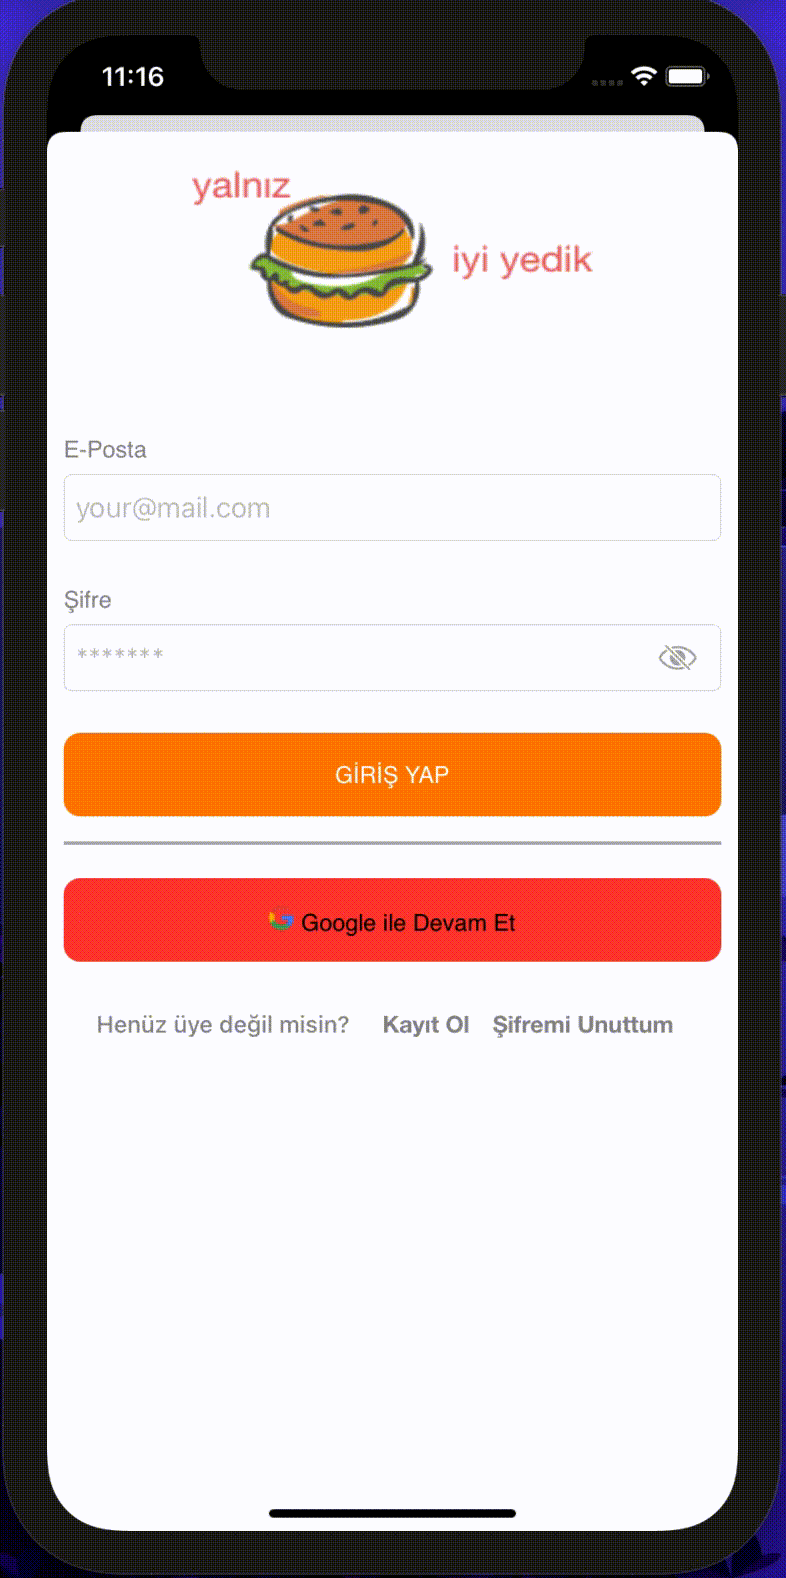 11:16
yalnız
iyi yedik
E-Posta
your@mail.com
Şifre
*******
GİRİŞ YAP
Google ile Devam Et
Henüz üye değil misin? Kayıt Ol Şifremi Unuttum